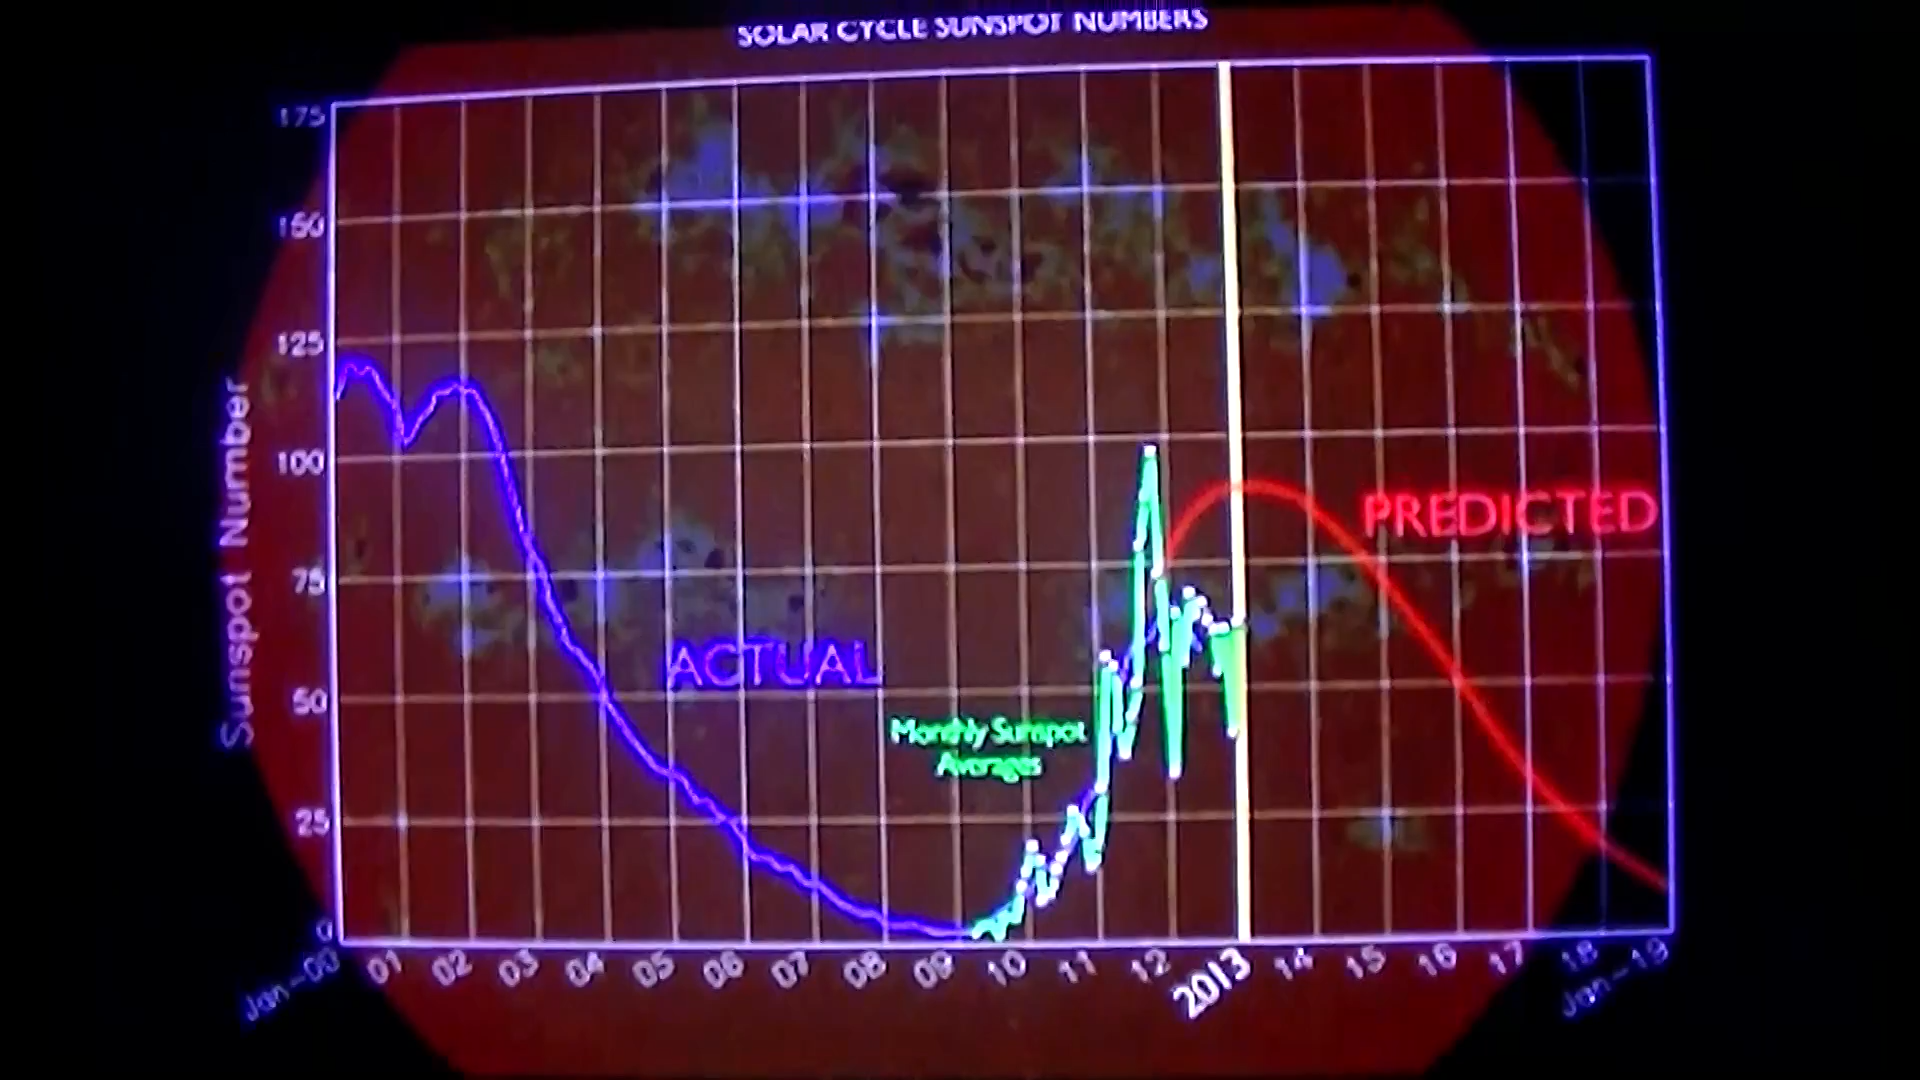 SOLAR CYCLE SUNSPOT NUMBERS
175
150
125
100
75
50
25
0
Sunspot Number
ACTUAL
Monthly Sunspot
Averages
PREDICTED
Jan-00 01 02 03 04 05 06 07 08 09 10 11 12 2013 14 15 16 17 18 Jan-19